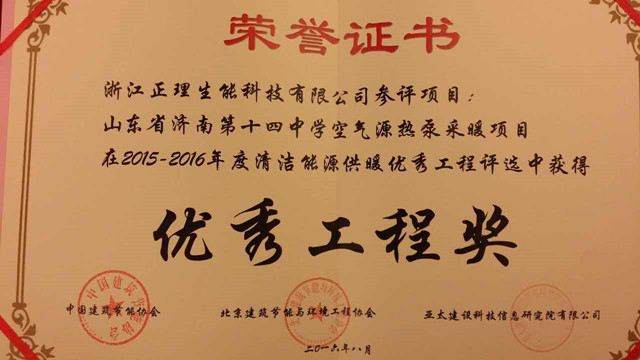 荣誉证书
浙江正理生能科技有限公司参评项目：
山东省济南第十四中学空气源热泵采暖项目
在2015-2016年度清洁能源供暖优秀工程评选中获得
优秀工程奖
中国建筑节能协会
北京建筑节能与环境工程协会
亚太建设科技信息研究院有限公司
二〇一六年八月